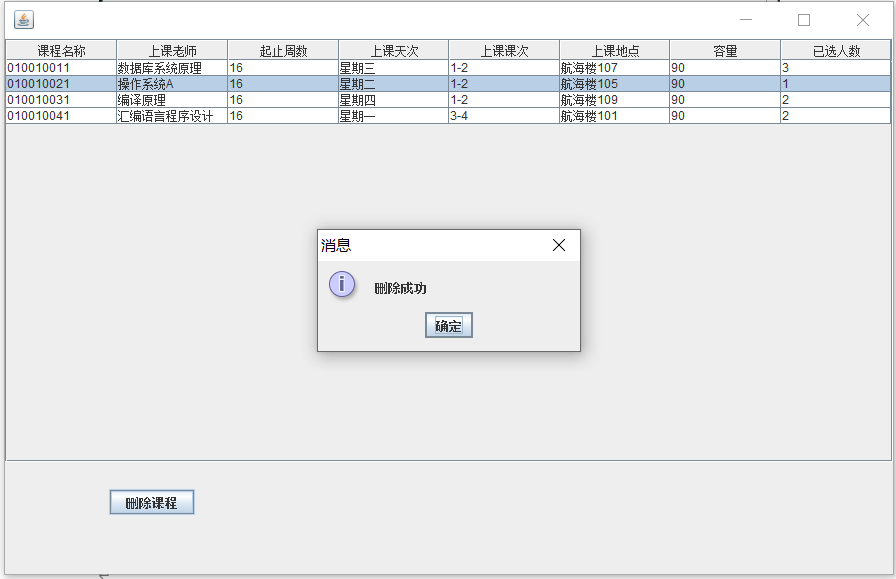 课程名称 上课老师 起止周数 上课天次 上课课次 上课地点 容量 已选人数
010010011 数据库系统原理 16 星期三 1-2 航海楼107 90 3
010010021 操作系统A 16 星期二 1-2 航海楼105 90 1
010010031 编译原理 16 星期四 1-2 航海楼109 90 2
010010041 汇编语言程序设计 16 星期一 3-4 航海楼101 90 2
消息
删除成功
确定
删除课程